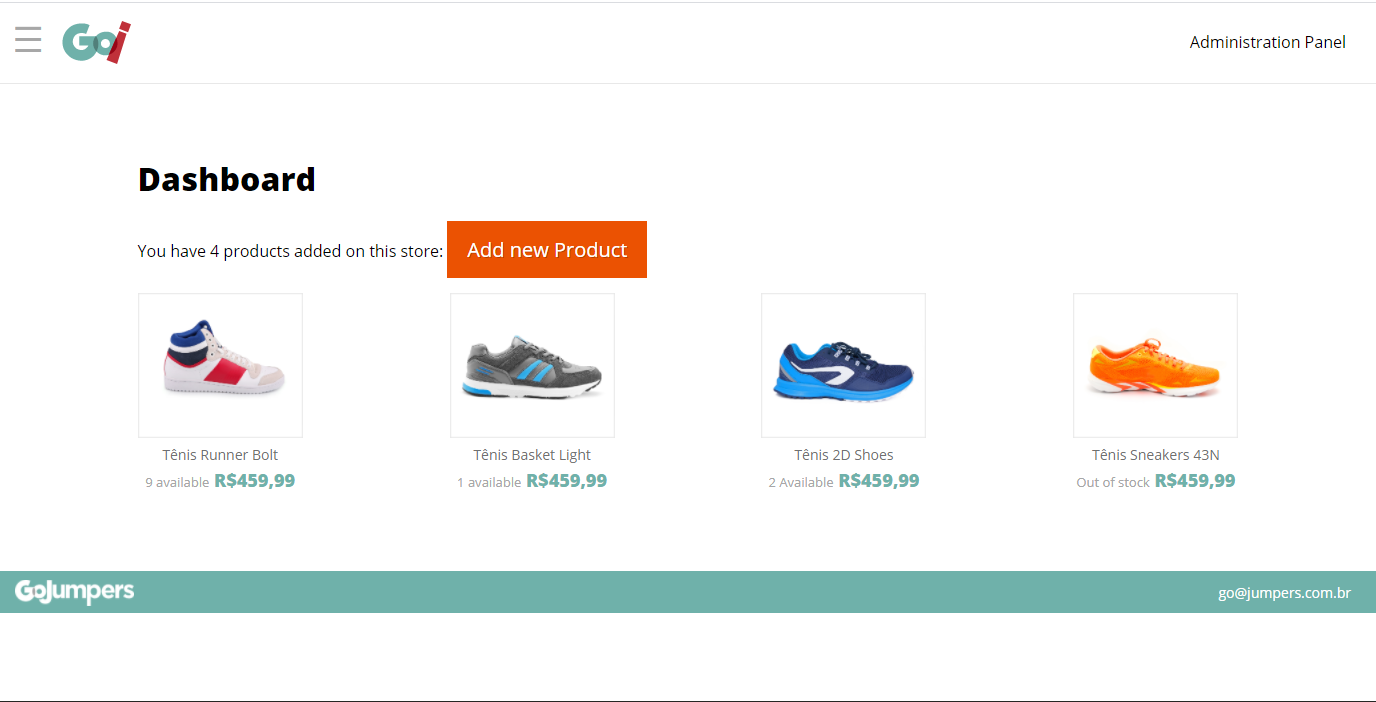 Goj
Administration Panel
Dashboard
You have 4 products added on this store: Add new Product
Tênis Runner Bolt
9 available R$459,99
Tênis Basket Light
1 available R$459,99
Tênis 2D Shoes
2 Available R$459,99
Tênis Sneakers 43N
Out of stock R$459,99
GoJumpers
go@jumpers.com.br